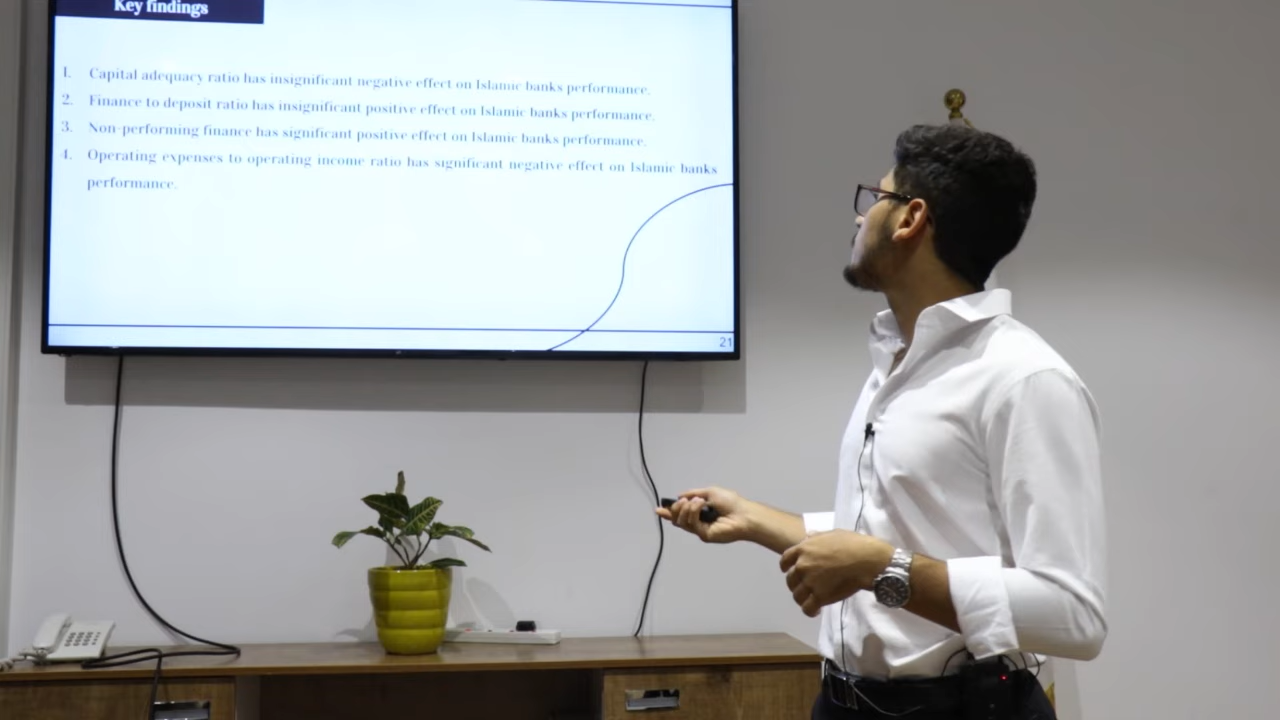 Key findings
1. Capital adequacy ratio has insignificant negative effect on Islamic banks performance.
2. Finance to deposit ratio has insignificant positive effect on Islamic banks performance.
3. Non-performing finance has significant positive effect on Islamic banks performance.
4. Operating expenses to operating income ratio has significant negative effect on Islamic banks
performance.
21